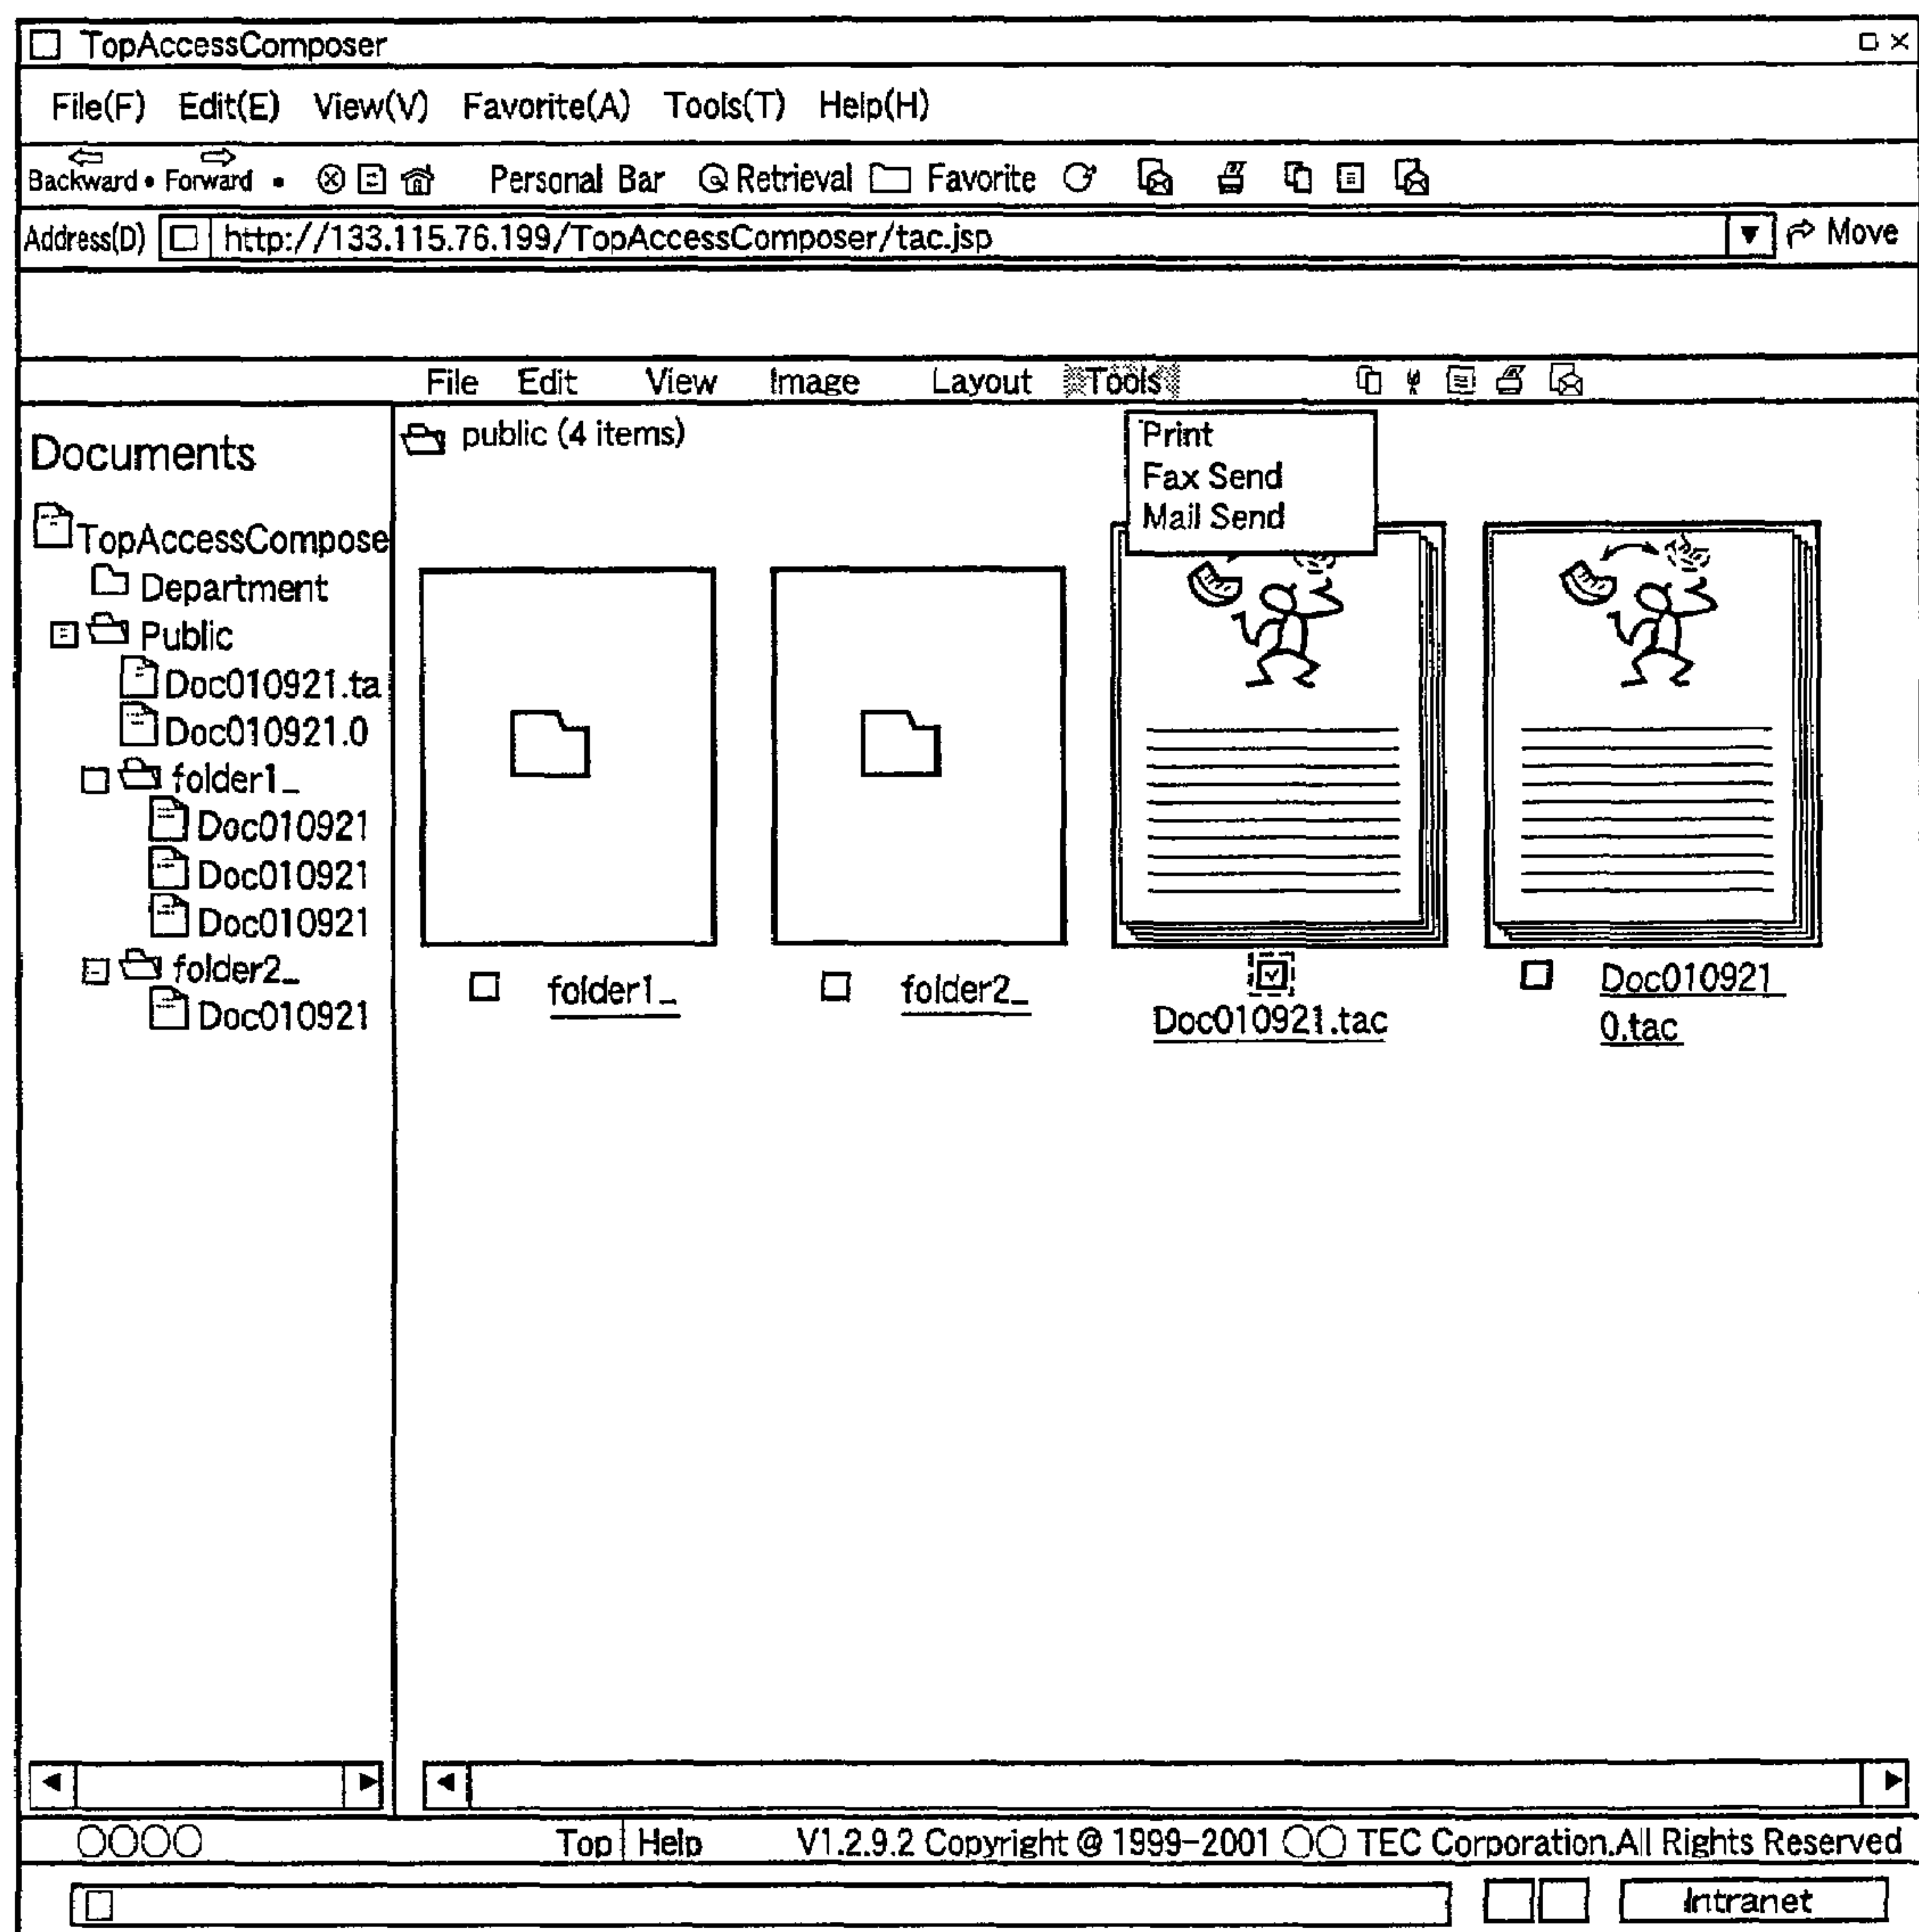 TopAccessComposer
File(F) Edit(E) View(V) Favorite(A) Tools(T) Help(H)
Backward • Forward • Personal Bar Retrieval Favorite
Address(D) http://133.115.76.199/TopAccessComposer/tac.jsp Move
File Edit View Image Layout Tools
Documents
TopAccessCompose
Department
Public
Doc010921.ta
Doc010921.0
folder1_
Doc010921
Doc010921
Doc010921
folder2_
Doc010921
public (4 items)
Print
Fax Send
Mail Send
folder1_
folder2_
Doc010921.tac
Doc010921_
0.tac
○○○○ Top Help V1.2.9.2 Copyright @ 1999-2001 ○○ TEC Corporation.All Rights Reserved
Intranet